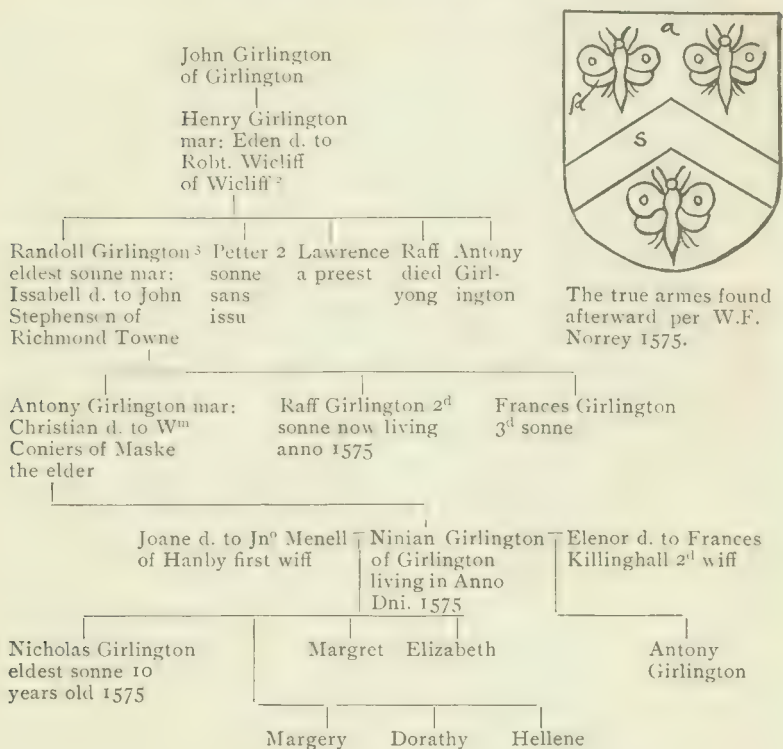 John Girlington
of Girlington
Henry Girlington
mar: Eden d. to
Robt. Wicliff
of Wicliff ²
a
a
s
The true armes found
afterward per W.F.
Norrey 1575.
Randoll Girlington ³
eldest sonne mar:
Issabell d. to John
Stephenson of
Richmond Towne
Petter 2
sonne
sans
issu
Lawrence
a preest
Raff
died
yong
Antony
Girl-
ington
Antony Girlington mar:
Christian d. to Wᵐ
Coniers of Maske
the elder
Raff Girlington 2ᵈ
sonne now living
anno 1575
Frances Girlington
3ᵈ sonne
Joane d. to Jnº Menell
of Hanby first wiff
Ninian Girlington
of Girlington
living in Anno
Dni. 1575
Elenor d. to Frances
Killinghall 2ᵈ wiff
Nicholas Girlington
eldest sonne 10
years old 1575
Margret
Elizabeth
Antony
Girlington
Margery
Dorathy
Hellene